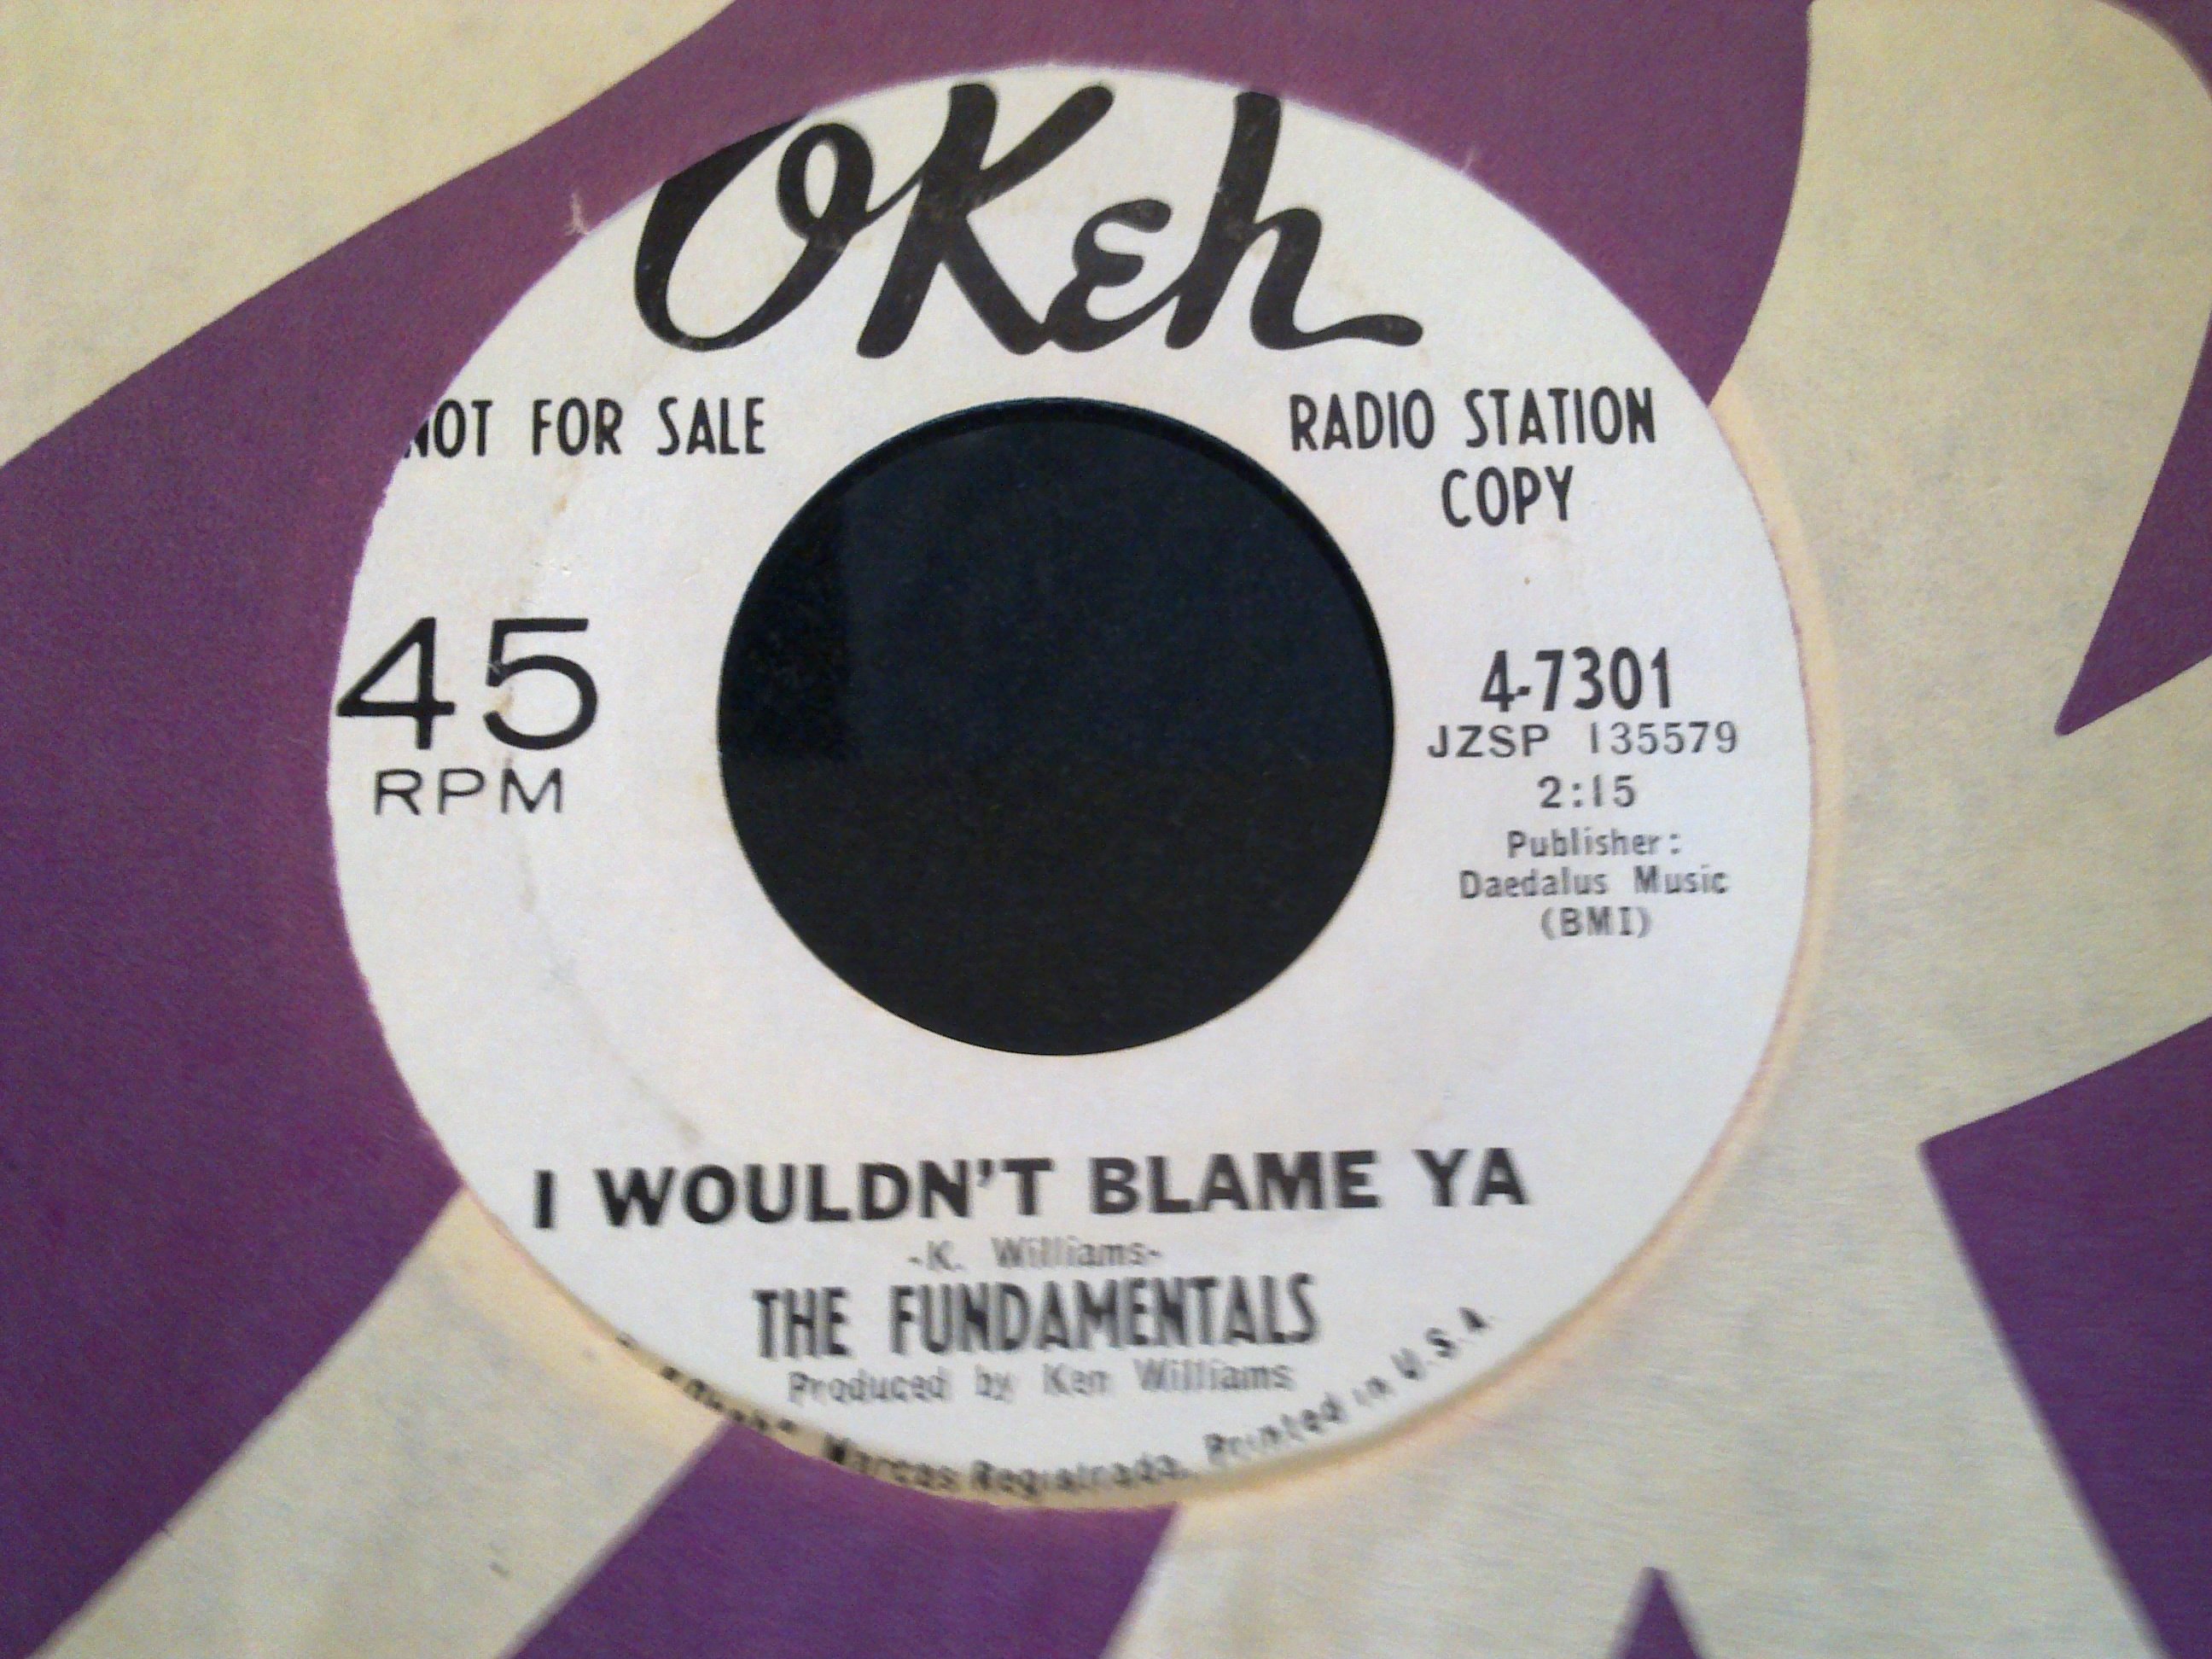 OKeh
NOT FOR SALE
RADIO STATION
COPY
45
RPM
4-7301
JZSP 135579
2:15
Publisher:
Daedalus Music
(BMI)
I WOULDN'T BLAME YA
-K. Williams-
THE FUNDAMENTALS
Produced by Ken Williams
Marcas Registrada. Printed in U.S.A.